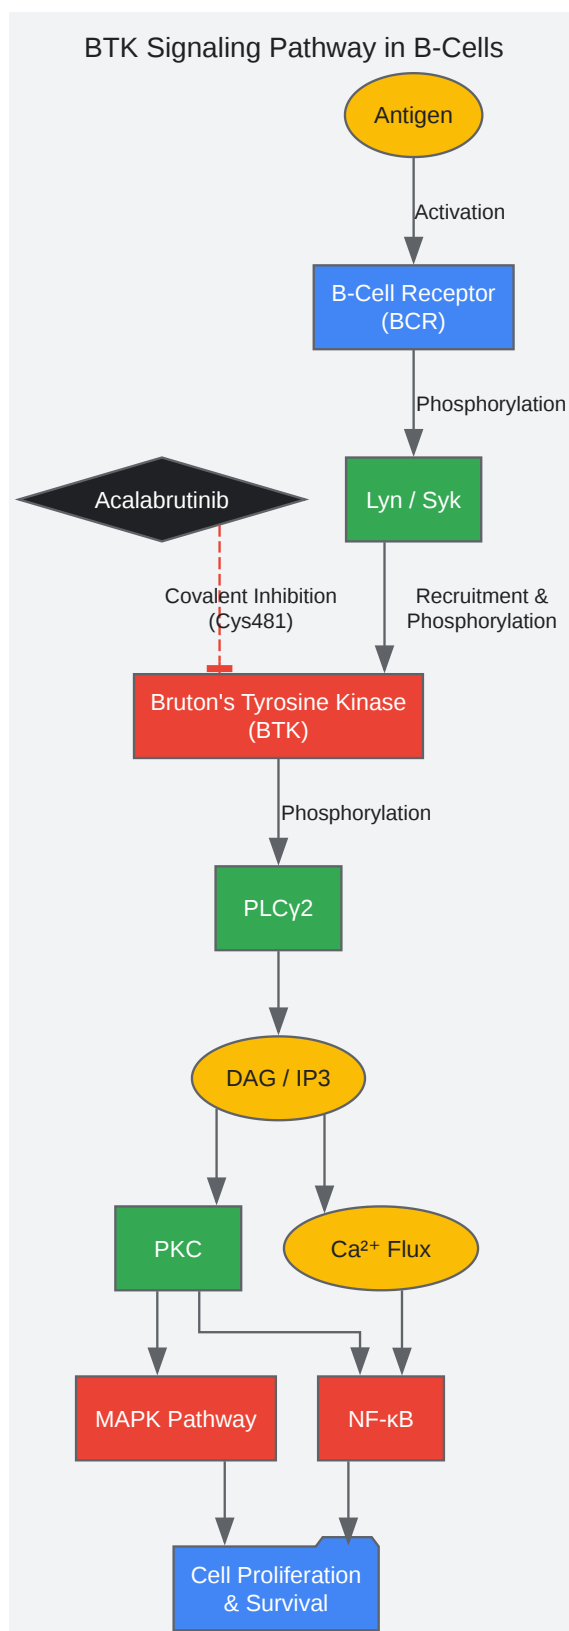 BTK Signaling Pathway in B-Cells
Antigen
Activation
B-Cell Receptor
(BCR)
Phosphorylation
Acalabrutinib
Lyn / Syk
Covalent Inhibition
(Cys481)
Recruitment &
Phosphorylation
Bruton's Tyrosine Kinase
(BTK)
Phosphorylation
PLCγ2
DAG / IP3
PKC
Ca²⁺ Flux
MAPK Pathway
NF-κB
Cell Proliferation
& Survival